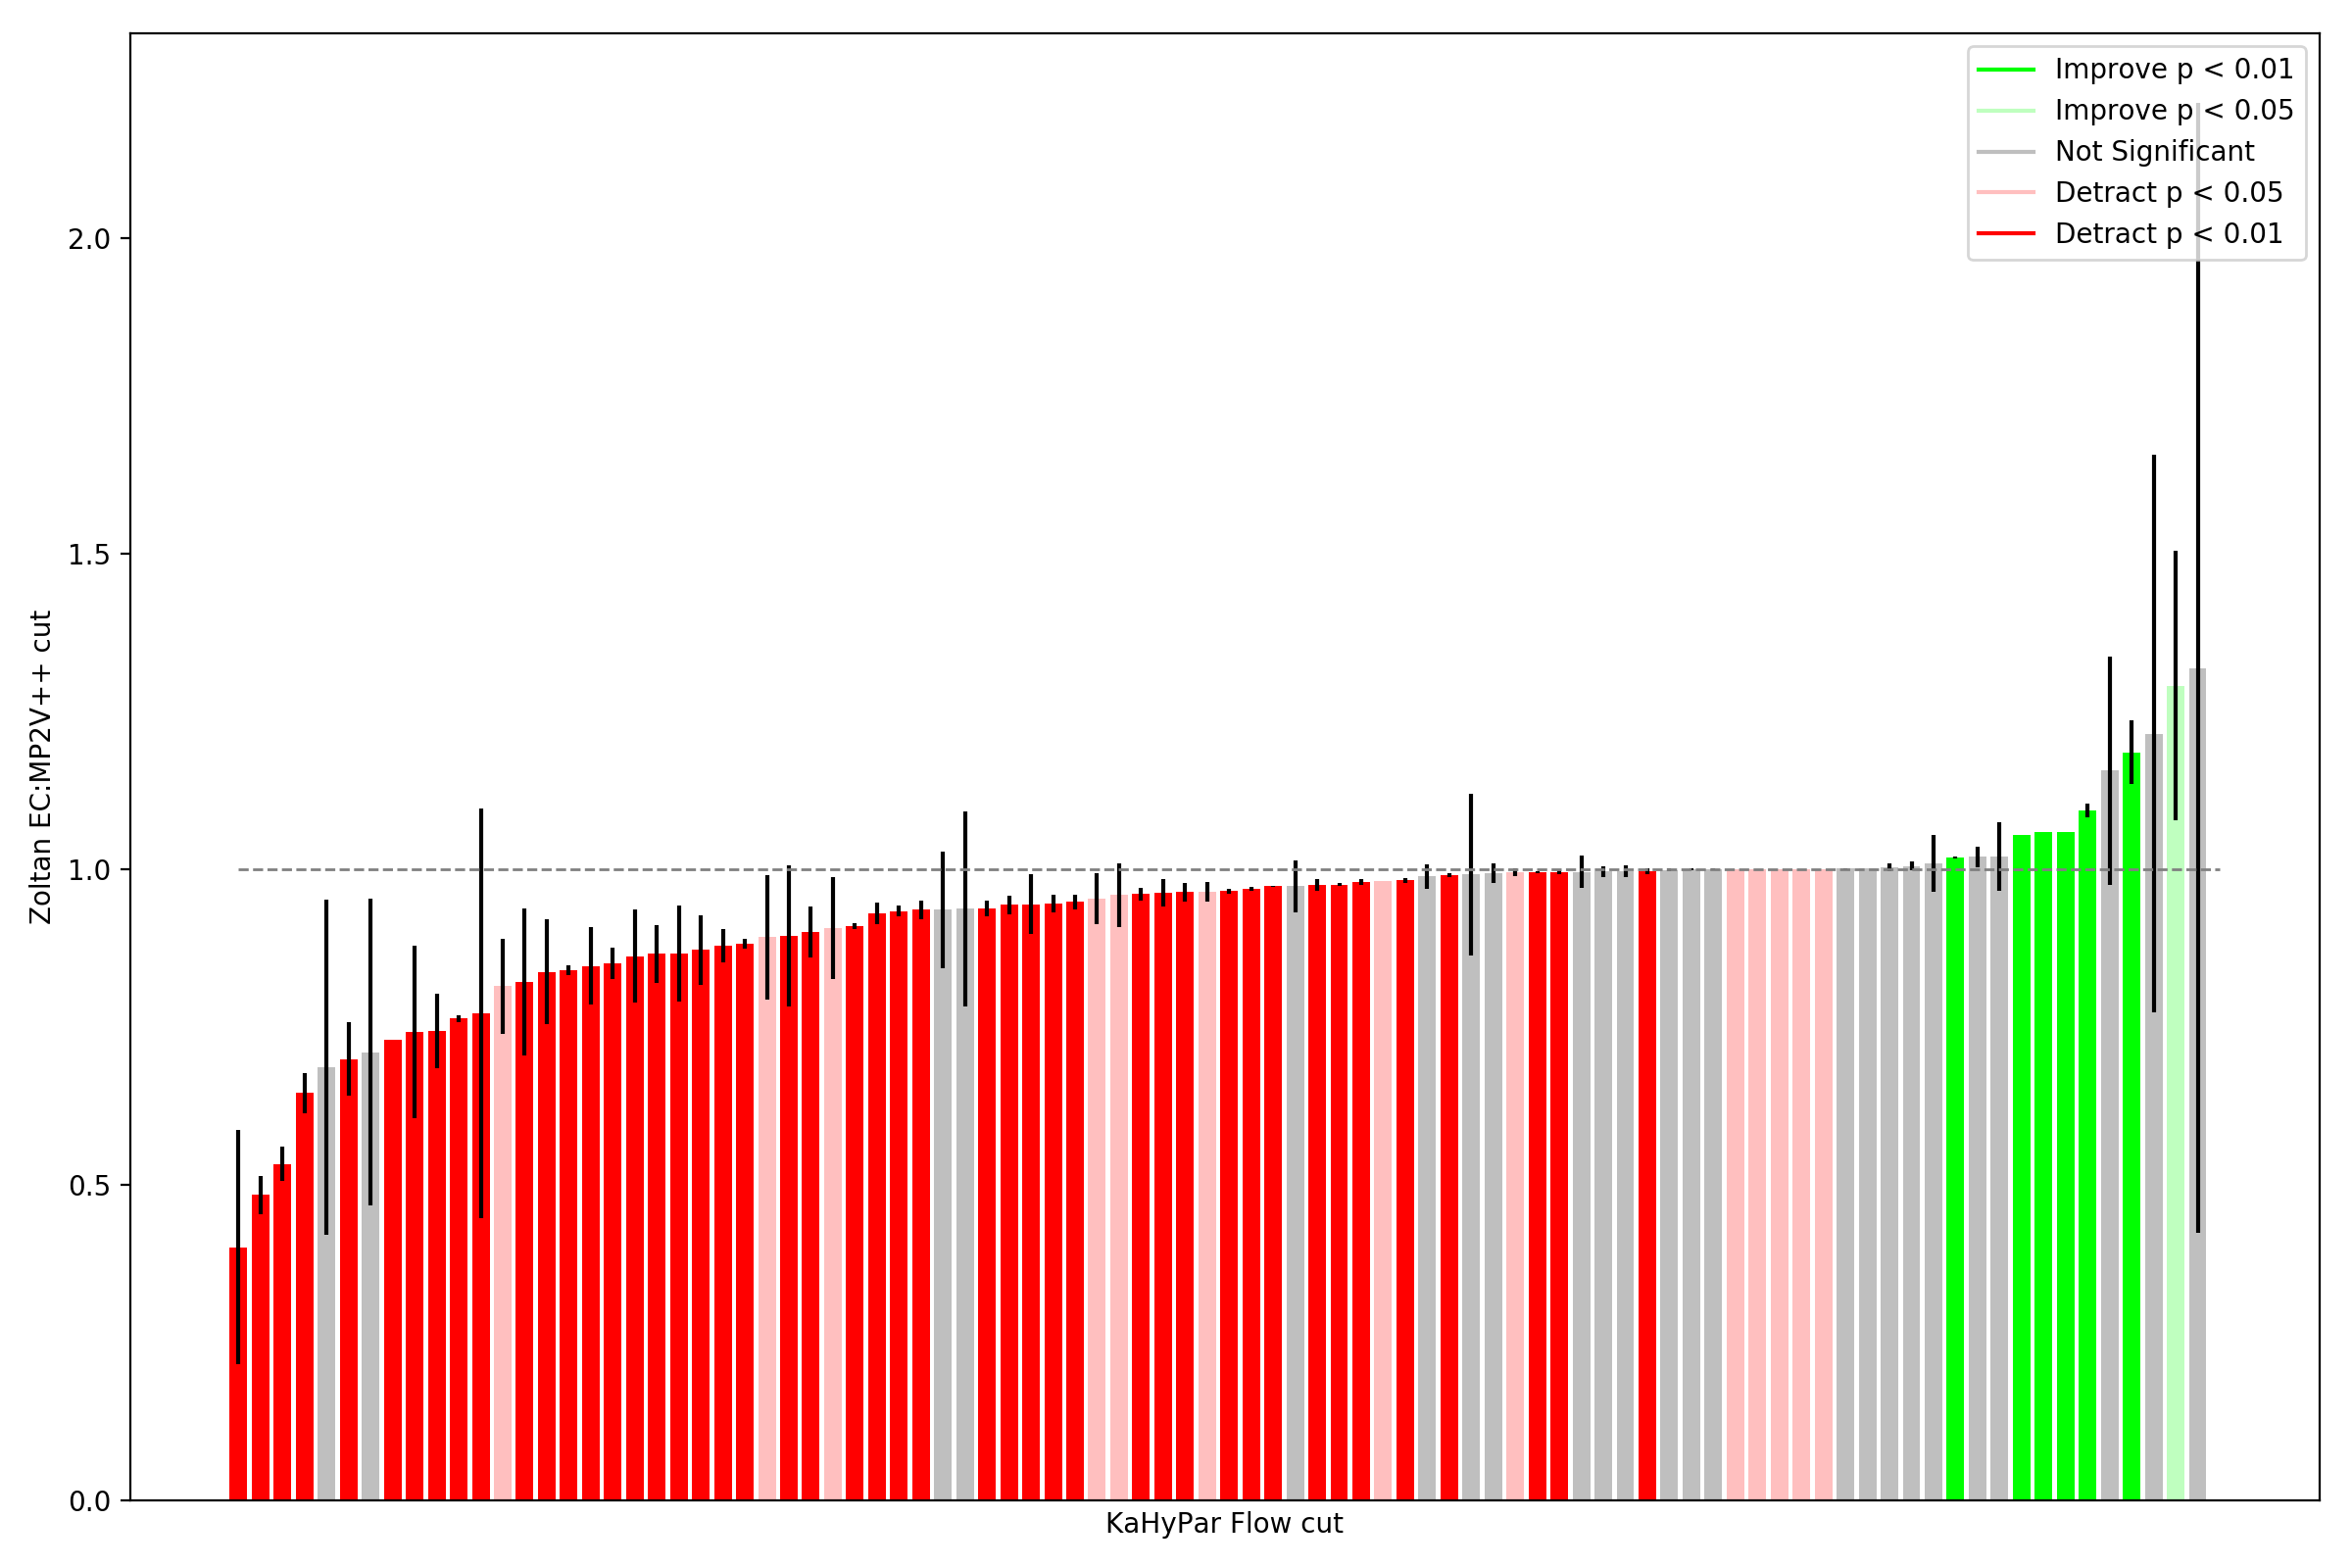 Improve p < 0.01
Improve p < 0.05
Not Significant
Detract p < 0.05
Detract p < 0.01
2.0
1.5
1.0
0.5
0.0
Zoltan EC:MP2V++ cut
KaHyPar Flow cut